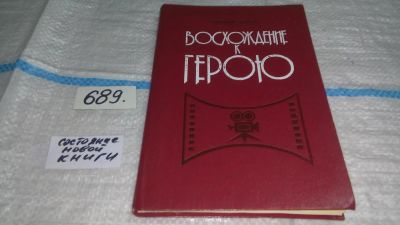 ВОСХОЖДЕНИЕ
К
ГЕРОЮ
689.
СОСТОЯНИЕ
НОВОЙ
КНИГИ